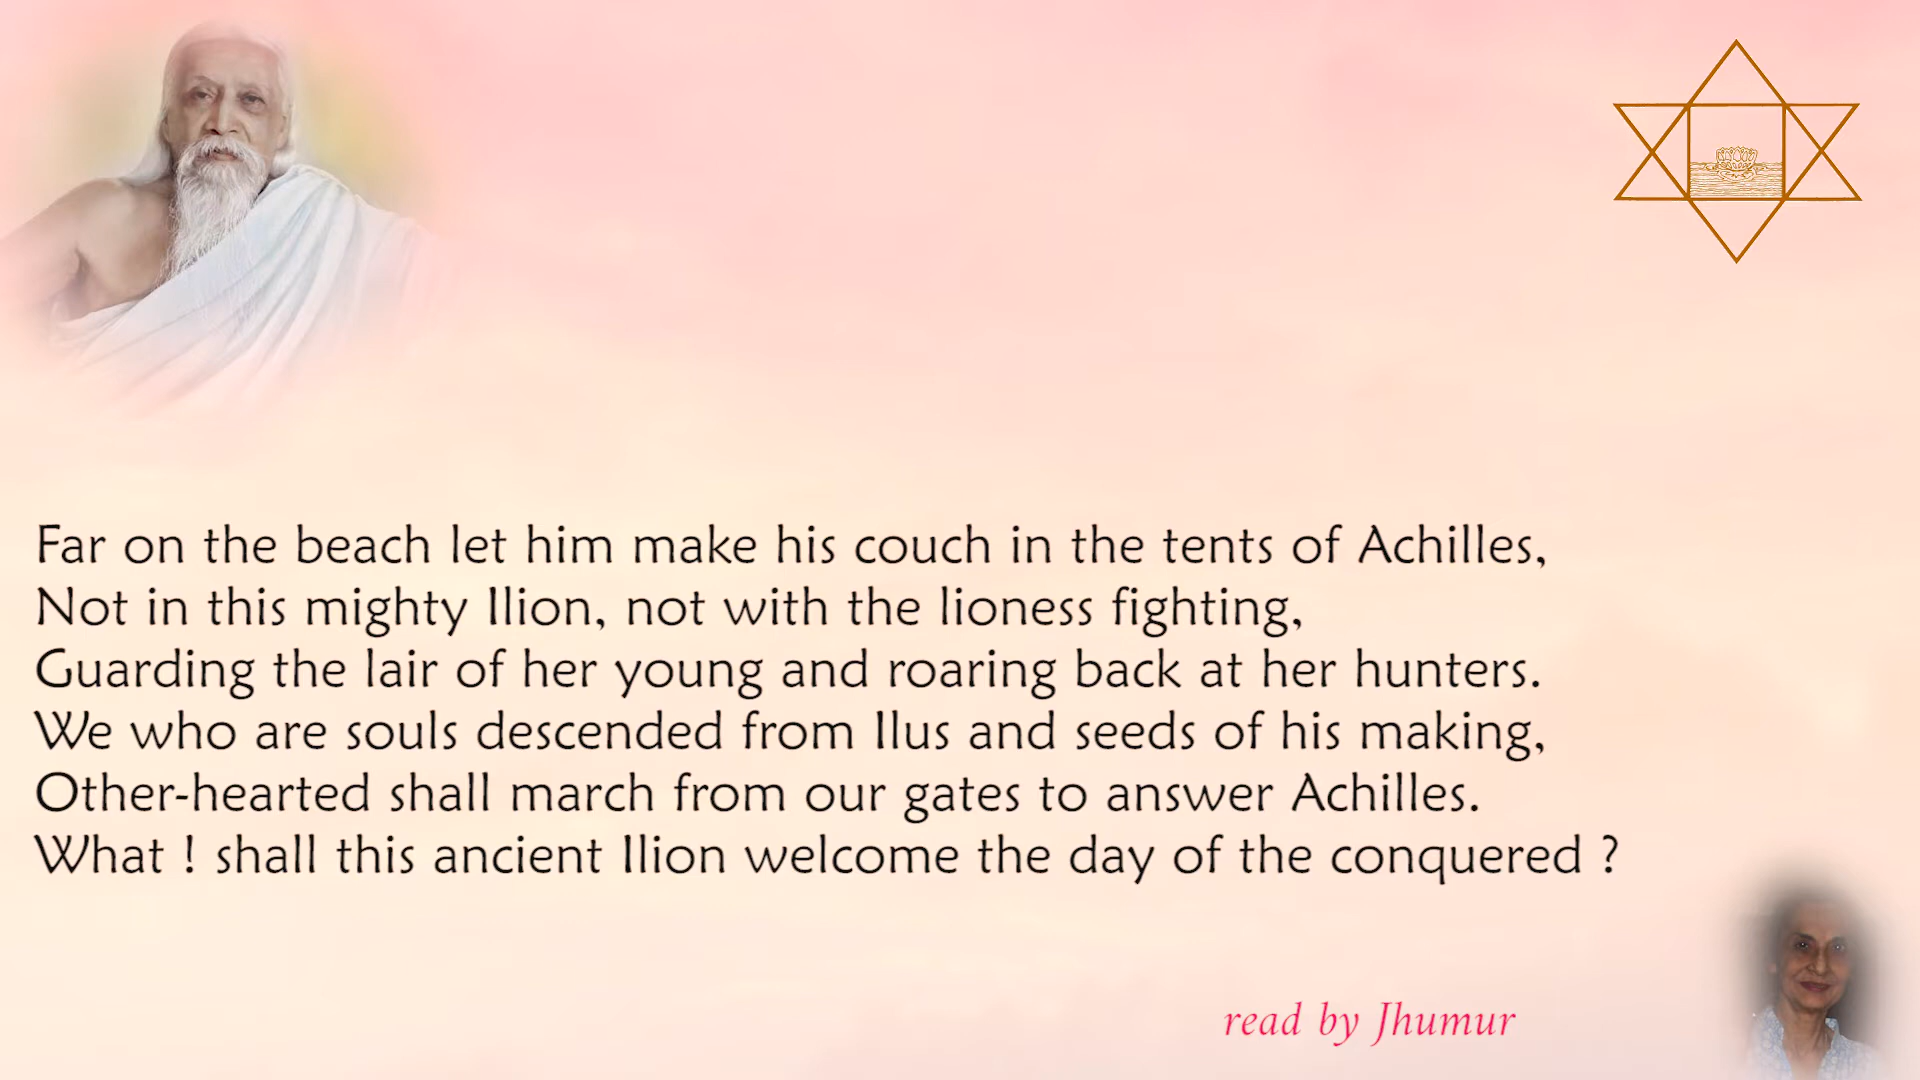 Far on the beach let him make his couch in the tents of Achilles,
Not in this mighty Ilion, not with the lioness fighting,
Guarding the lair of her young and roaring back at her hunters.
We who are souls descended from Ilus and seeds of his making,
Other-hearted shall march from our gates to answer Achilles.
What ! shall this ancient Ilion welcome the day of the conquered ?
read by Jhumur